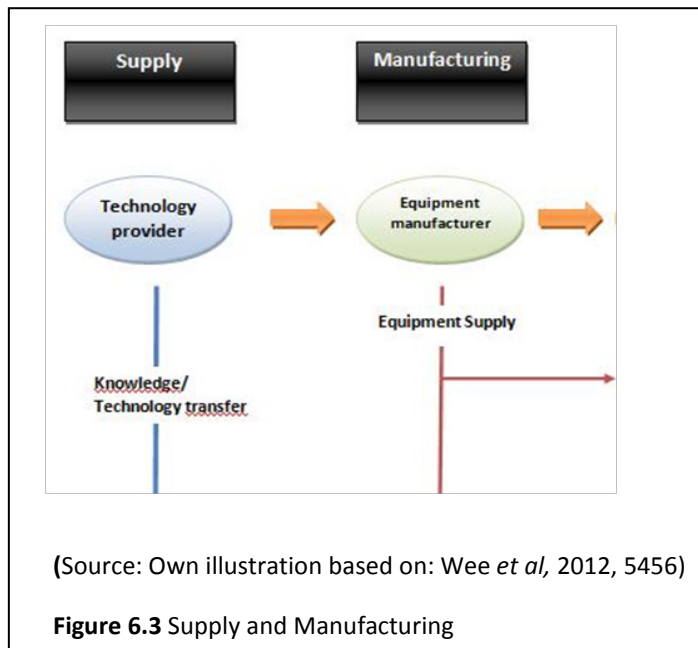 Supply
Manufacturing
Technology
provider
Equipment
manufacturer
Equipment Supply
Knowledge/
Technology transfer
(Source: Own illustration based on: Wee et al, 2012, 5456)
Figure 6.3 Supply and Manufacturing